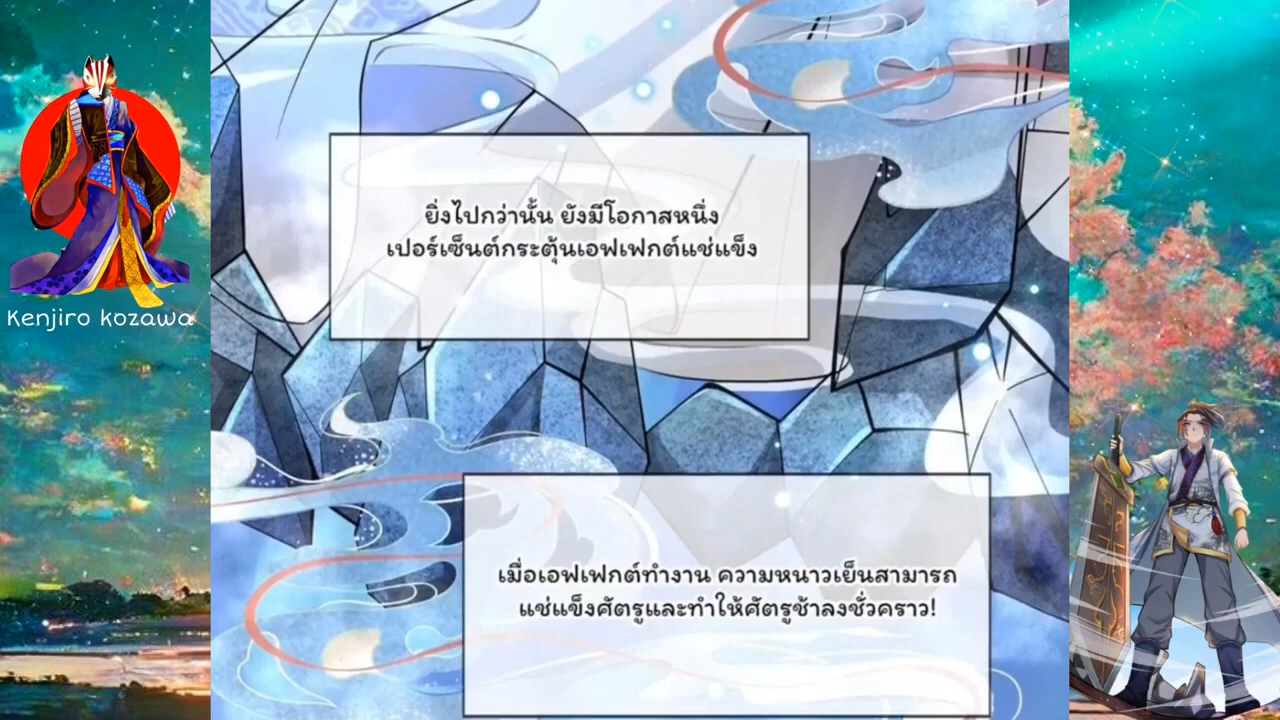 ยิ่งไปกว่านั้น ยังมีโอกาสหนึ่ง
เปอร์เซ็นต์กระตุ้นเอฟเฟกต์แช่แข็ง
เมื่อเอฟเฟกต์ทำงาน ความหนาวเย็นสามารถ
แช่แข็งศัตรูและทำให้ศัตรูช้าลงชั่วคราว!
Kenjiro kozawa